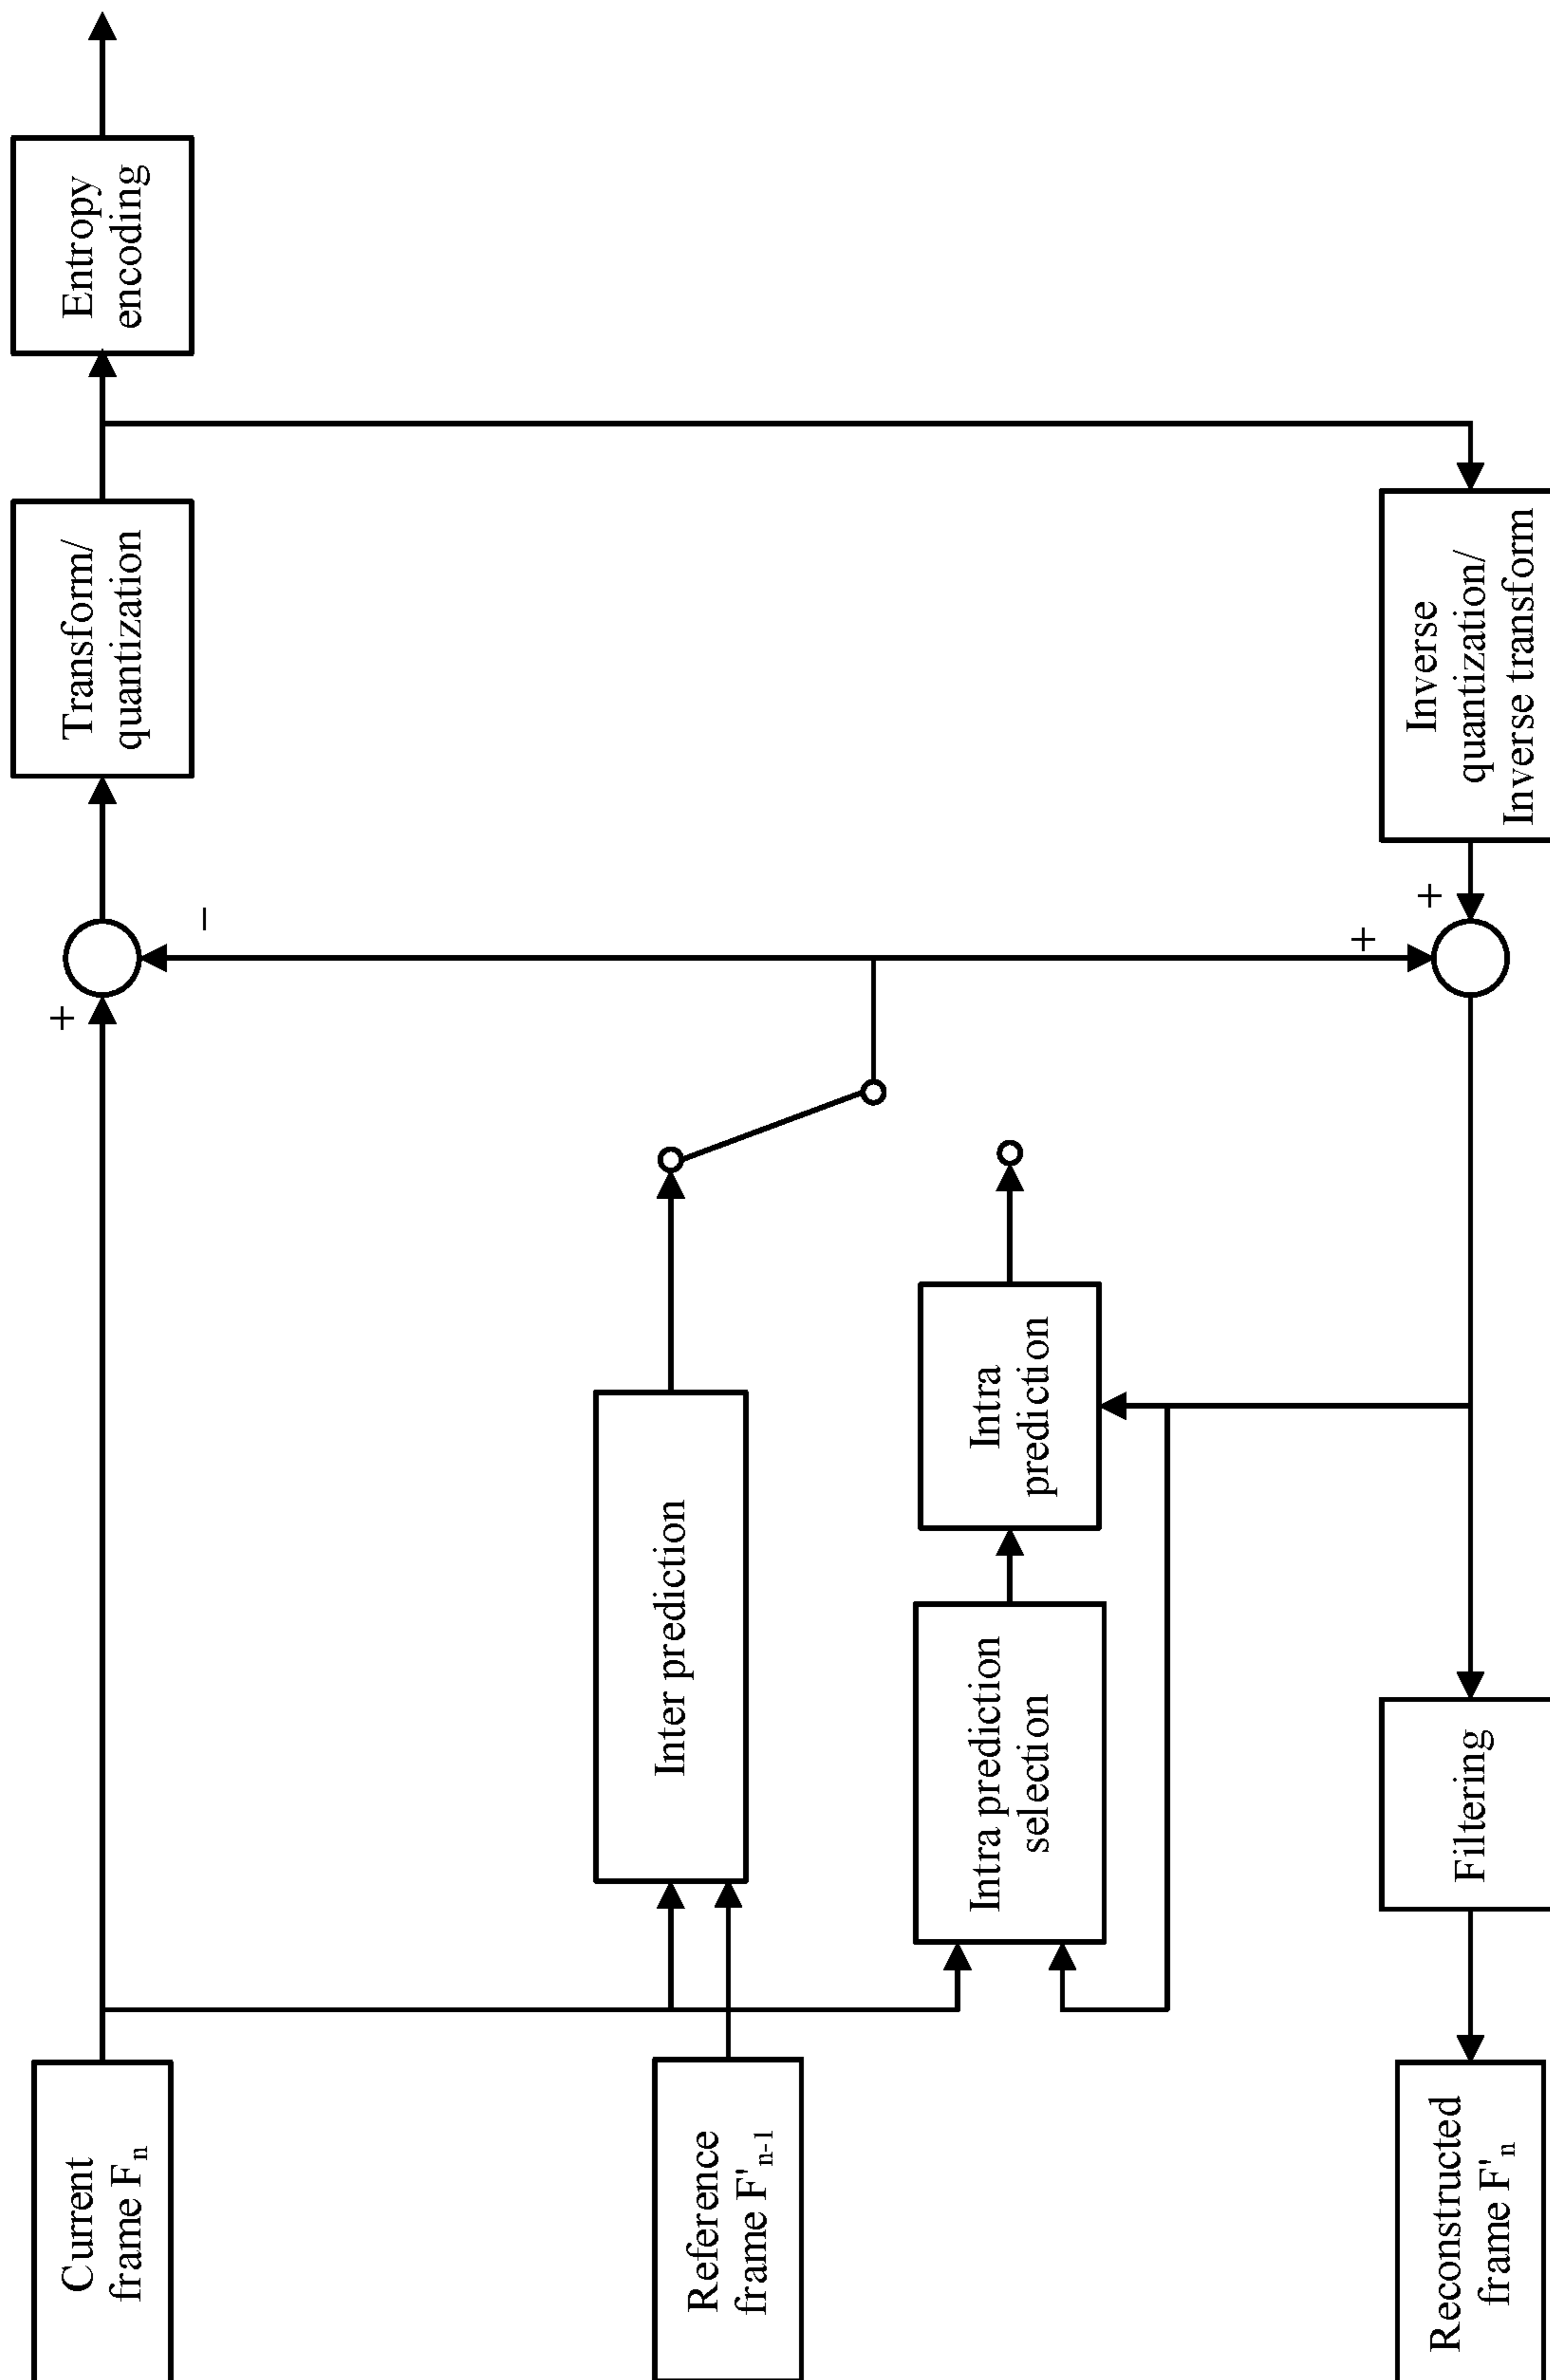 Current
frame Fn
+
−
Transform/
quantization
Entropy
encoding
Reference
frame F'n-1
Inter prediction
Intra prediction
selection
Intra
prediction
Reconstructed
frame F'n
Filtering
+
+
Inverse
quantization/
Inverse transform